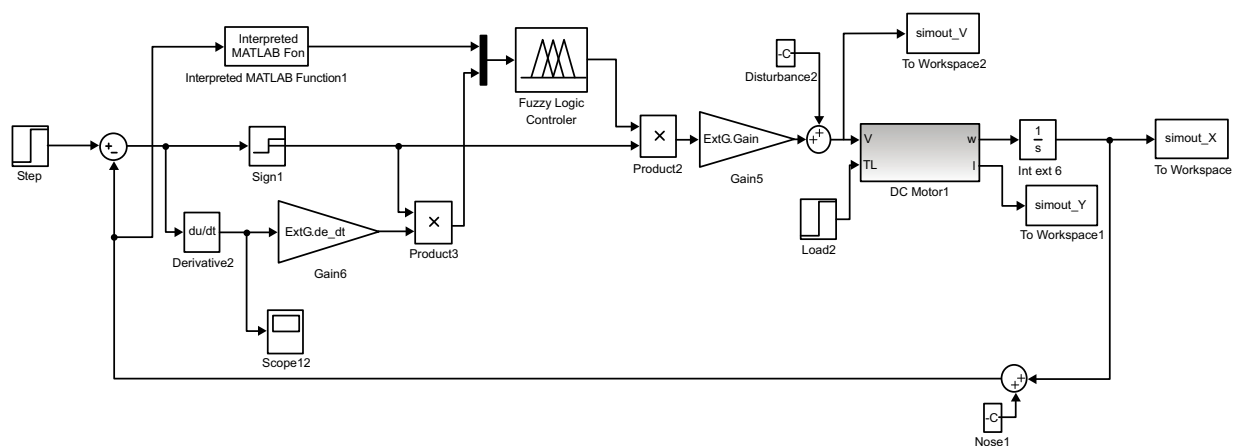 Interpreted
MATLAB Fon
Interpreted MATLAB Function1
Fuzzy Logic
Controler
-C
Disturbance2
simout_V
To Workspace2
Step
+
-
Sign1
×
Product2
ExtG.Gain
Gain5
+
+
V
TL
w
I
DC Motor1
1
s
Int ext 6
simout_X
To Workspace
simout_Y
To Workspace1
Load2
du/dt
Derivative2
ExtG.de_dt
Gain6
×
Product3
Scope12
+
+
-C
Nose1